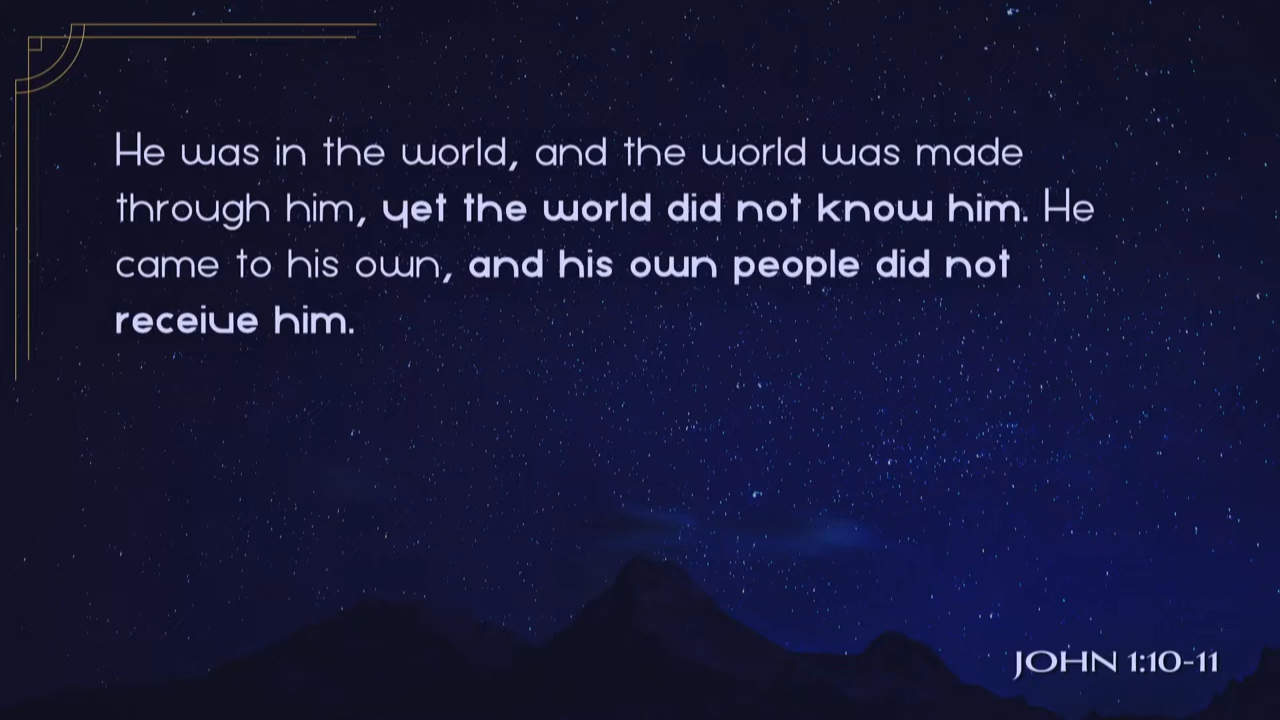 He was in the world, and the world was made
through him, yet the world did not know him. He
came to his own, and his own people did not
receive him.
JOHN 1:10-11